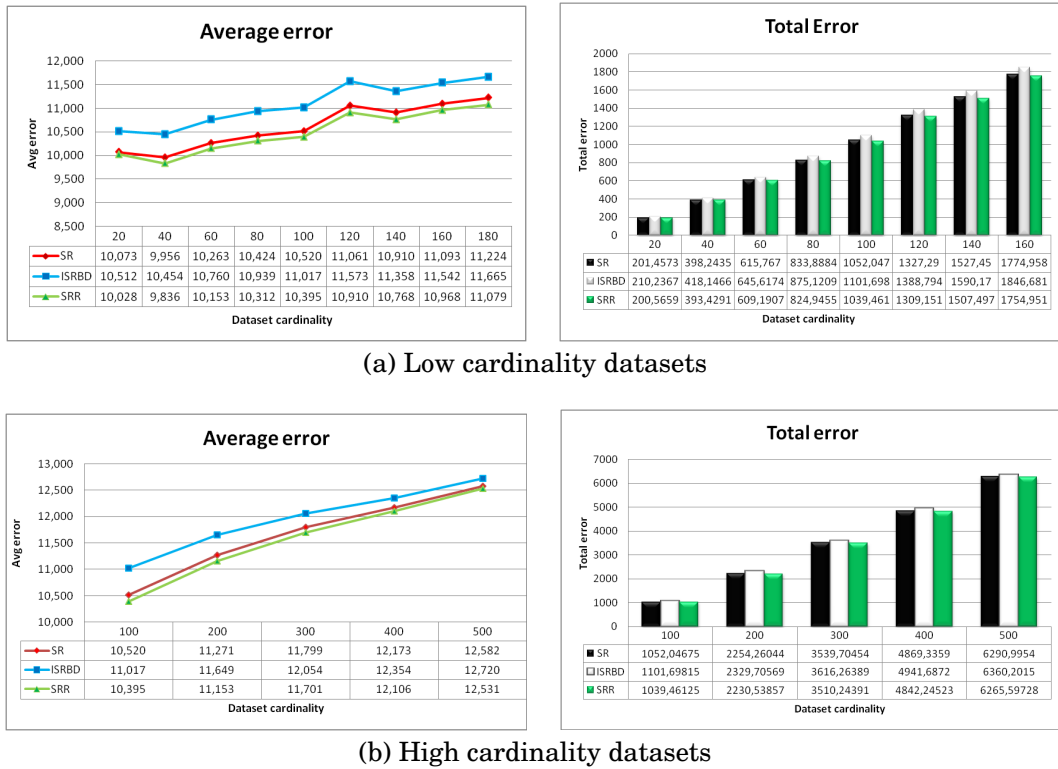 Average error
12,000
11,500
11,000
10,500
10,000
9,500
9,000
8,500
Avg error
20 40 60 80 100 120 140 160 180
SR 10,073 9,956 10,263 10,424 10,520 11,061 10,910 11,093 11,224
ISRBD 10,512 10,454 10,760 10,939 11,017 11,573 11,358 11,542 11,665
SRR 10,028 9,836 10,153 10,312 10,395 10,910 10,768 10,968 11,079
Dataset cardinality
Total Error
2000
1800
1600
1400
1200
1000
800
600
400
200
0
Total error
20 40 60 80 100 120 140 160
SR 201,4573 398,2435 615,767 833,8884 1052,047 1327,29 1527,45 1774,958
ISRBD 210,2367 418,1466 645,6174 875,1209 1101,698 1388,794 1590,17 1846,681
SRR 200,5659 393,4291 609,1907 824,9455 1039,461 1309,151 1507,497 1754,951
Dataset cardinality
(a) Low cardinality datasets
Average error
13,000
12,500
12,000
11,500
11,000
10,500
10,000
Avg error
100 200 300 400 500
SR 10,520 11,271 11,799 12,173 12,582
ISRBD 11,017 11,649 12,054 12,354 12,720
SRR 10,395 11,153 11,701 12,106 12,531
Dataset cardinality
Total error
7000
6000
5000
4000
3000
2000
1000
0
Total error
100 200 300 400 500
SR 1052,04675 2254,26044 3539,70454 4869,3359 6290,9954
ISRBD 1101,69815 2329,70569 3616,26389 4941,6872 6360,2015
SRR 1039,46125 2230,53857 3510,24391 4842,24523 6265,59728
Dataset cardinality
(b) High cardinality datasets